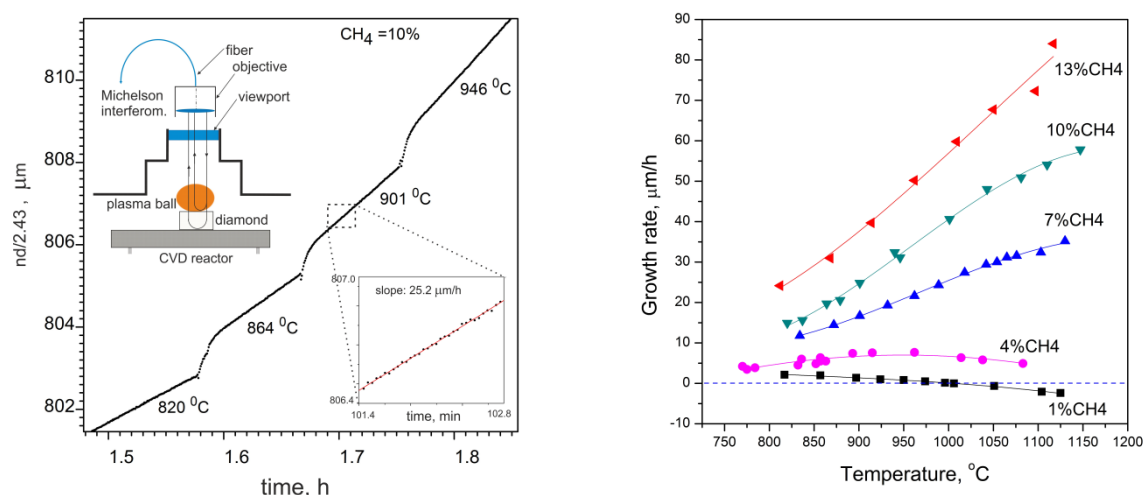 CH4 =10%
fiber
objective
Michelson
interferom.
viewport
plasma ball
diamond
CVD reactor
946 ⁰C
901 ⁰C
864 ⁰C
820 ⁰C
810
808
806
804
802
nd/2.43 , μm
1.5 1.6 1.7 1.8
time, h
807.0
slope: 25.2 μm/h
806.4
101.4 time, min 102.8
90
80
70
60
50
40
30
20
10
0
-10
Growth rate, μm/h
13%CH4
10%CH4
7%CH4
4%CH4
1%CH4
750 800 850 900 950 1000 1050 1100 1150 1200
Temperature, °C